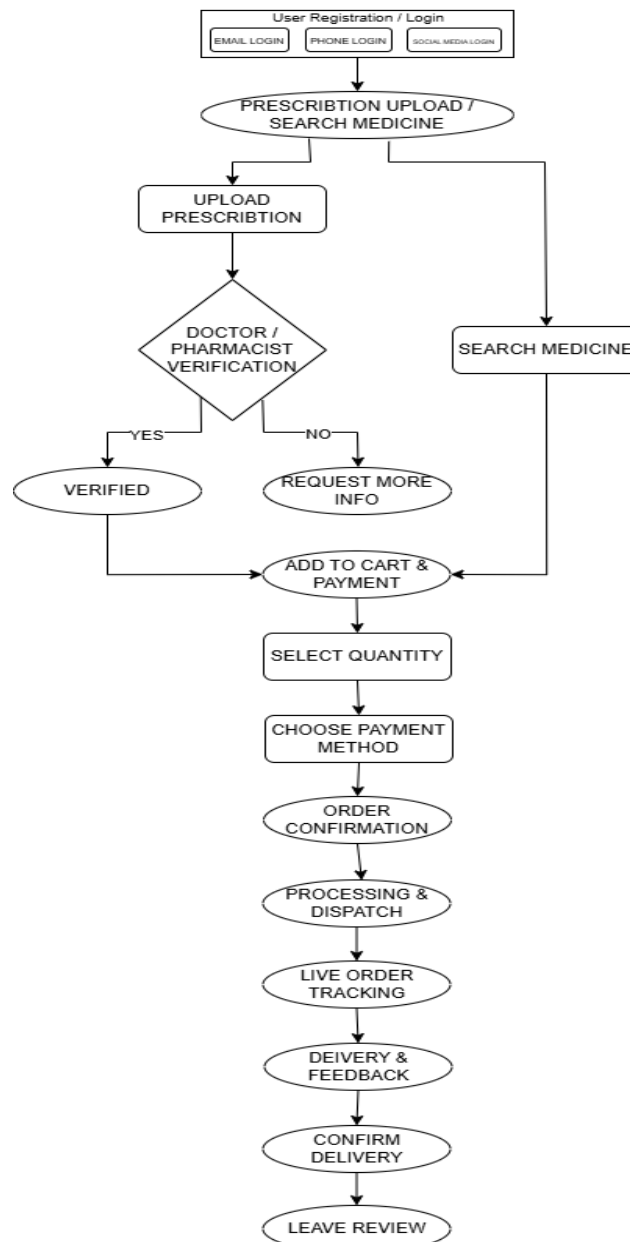 User Registration / Login
EMAIL LOGIN
PHONE LOGIN
SOCIAL MEDIA LOGIN
PRESCRIBTION UPLOAD /
SEARCH MEDICINE
UPLOAD
PRESCRIBTION
DOCTOR /
PHARMACIST
VERIFICATION
SEARCH MEDICINE
YES
NO
VERIFIED
REQUEST MORE
INFO
ADD TO CART &
PAYMENT
SELECT QUANTITY
CHOOSE PAYMENT
METHOD
ORDER
CONFIRMATION
PROCESSING &
DISPATCH
LIVE ORDER
TRACKING
DEIVERY &
FEEDBACK
CONFIRM
DELIVERY
LEAVE REVIEW